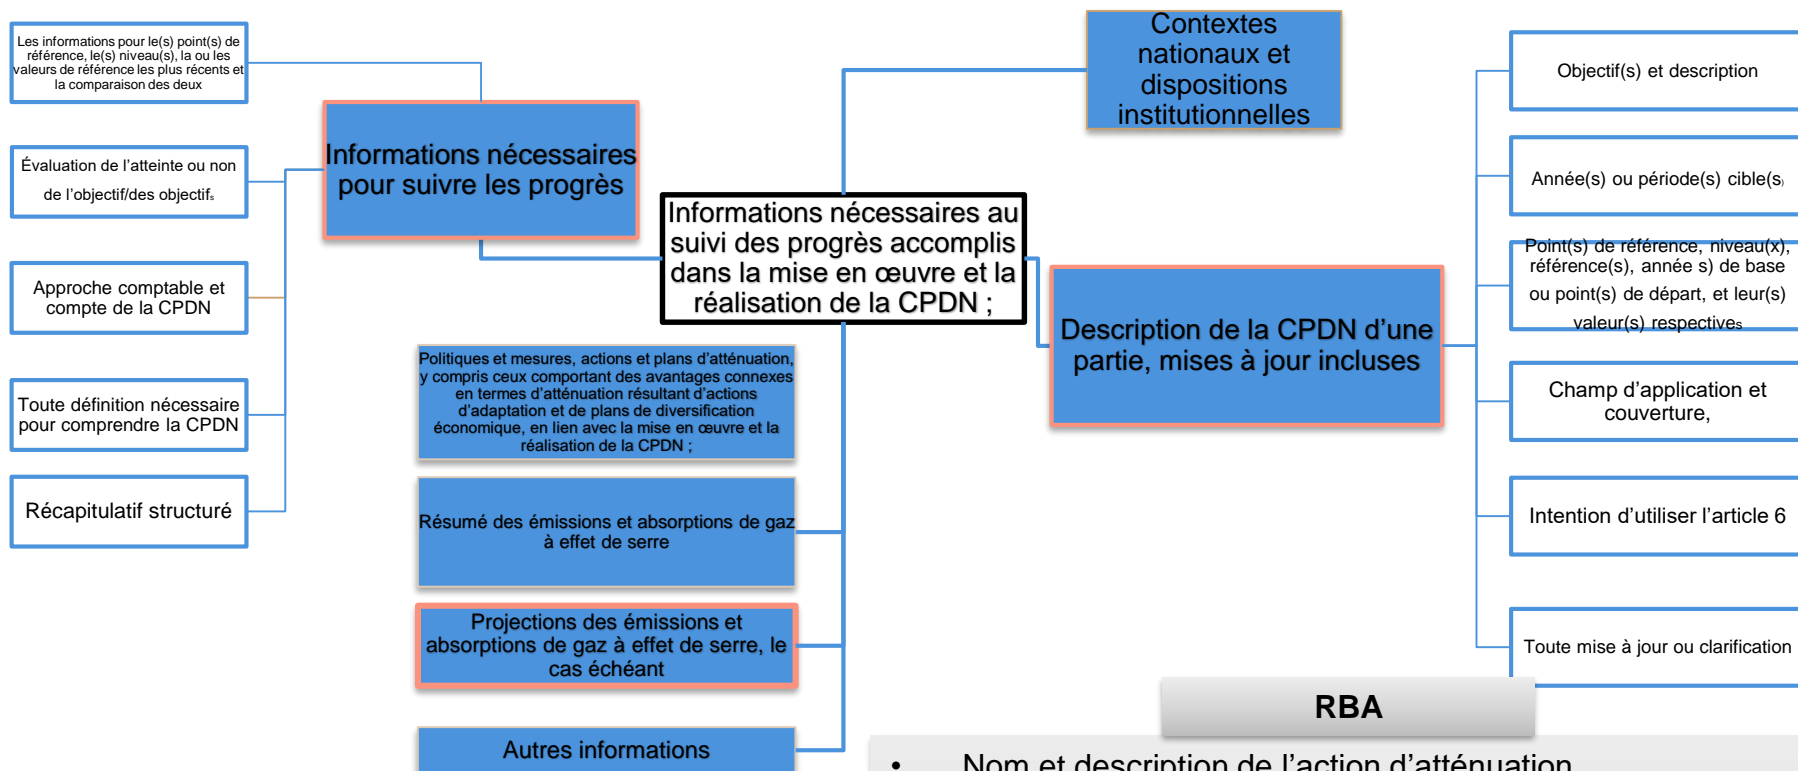 Les informations pour le(s) point(s) de
référence, le(s) niveau(s), la ou les
valeurs de référence les plus récents et
la comparaison des deux
Évaluation de l’atteinte ou non
de l’objectif/des objectifs
Approche comptable et
compte de la CPDN
Toute définition nécessaire
pour comprendre la CPDN
Récapitulatif structuré
Informations nécessaires
pour suivre les progrès
Contextes
nationaux et
dispositions
institutionnelles
Informations nécessaires au
suivi des progrès accomplis
dans la mise en œuvre et la
réalisation de la CPDN ;
Politiques et mesures, actions et plans d’atténuation,
y compris ceux comportant des avantages connexes
en termes d’atténuation résultant d’actions
d’adaptation et de plans de diversification
économique, en lien avec la mise en œuvre et la
réalisation de la CPDN ;
Résumé des émissions et absorptions de gaz
à effet de serre
Projections des émissions et
absorptions de gaz à effet de serre, le
cas échéant
Autres informations
Description de la CPDN d’une
partie, mises à jour incluses
Objectif(s) et description
Année(s) ou période(s) cible(s)
Point(s) de référence, niveau(x),
référence(s), année s) de base
ou point(s) de départ, et leur(s)
valeur(s) respectives
Champ d’application et
couverture,
Intention d’utiliser l’article 6
Toute mise à jour ou clarification
RBA
• Nom et description de l’action d’atténuation